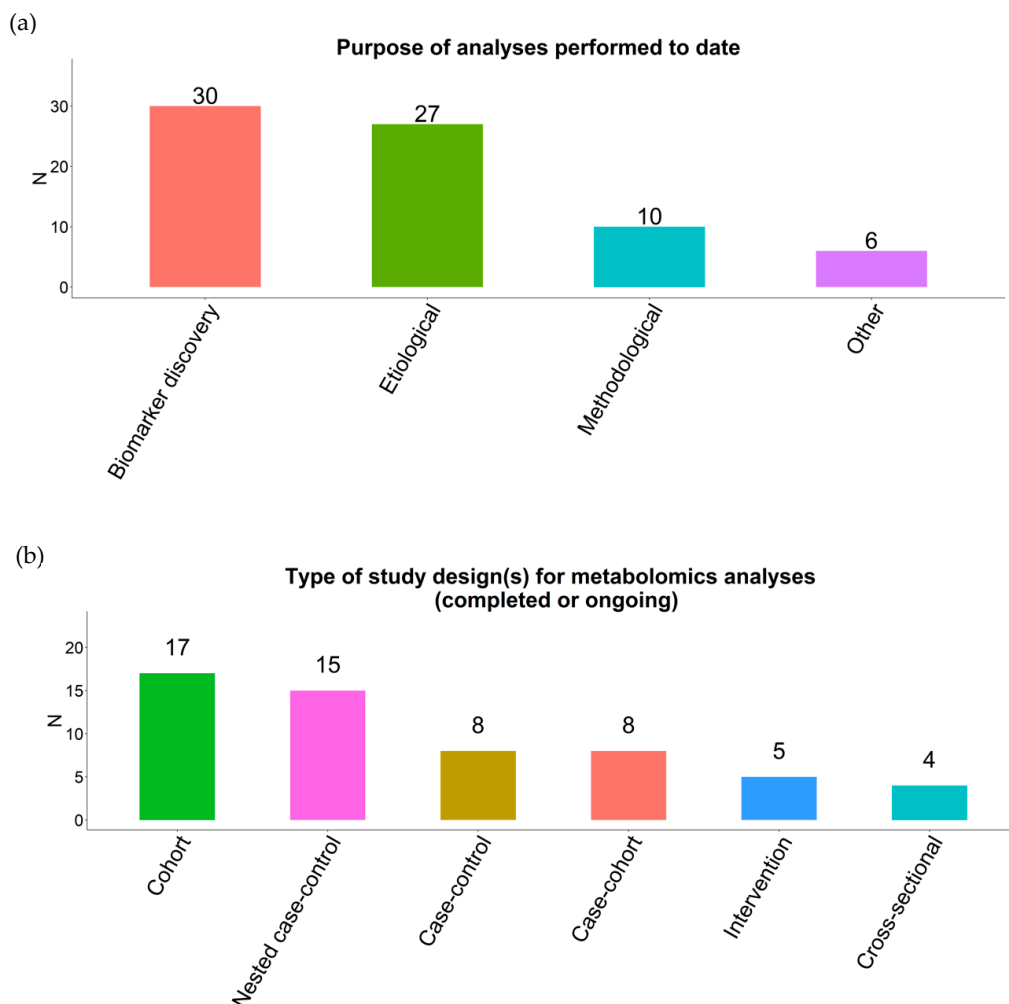 (a)
Purpose of analyses performed to date
30
27
10
6
N
30
20
10
0
Biomarker discovery
Etiological
Methodological
Other
(b)
Type of study design(s) for metabolomics analyses
(completed or ongoing)
17
15
8
8
5
4
N
20
15
10
5
0
Cohort
Nested case-control
Case-control
Case-cohort
Intervention
Cross-sectional